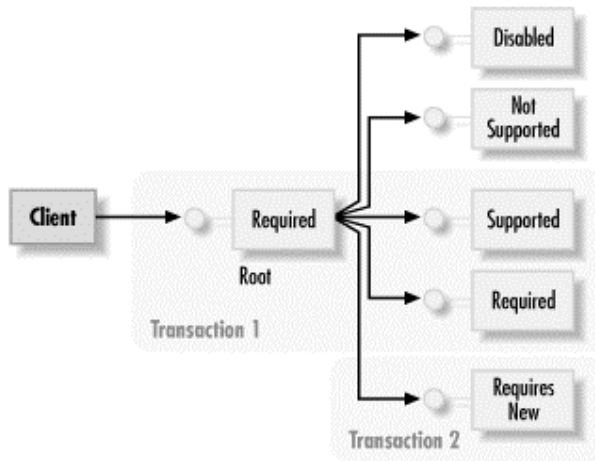 Disabled
Not
Supported
Client
Required
Supported
Root
Required
Transaction 1
Requires
New
Transaction 2